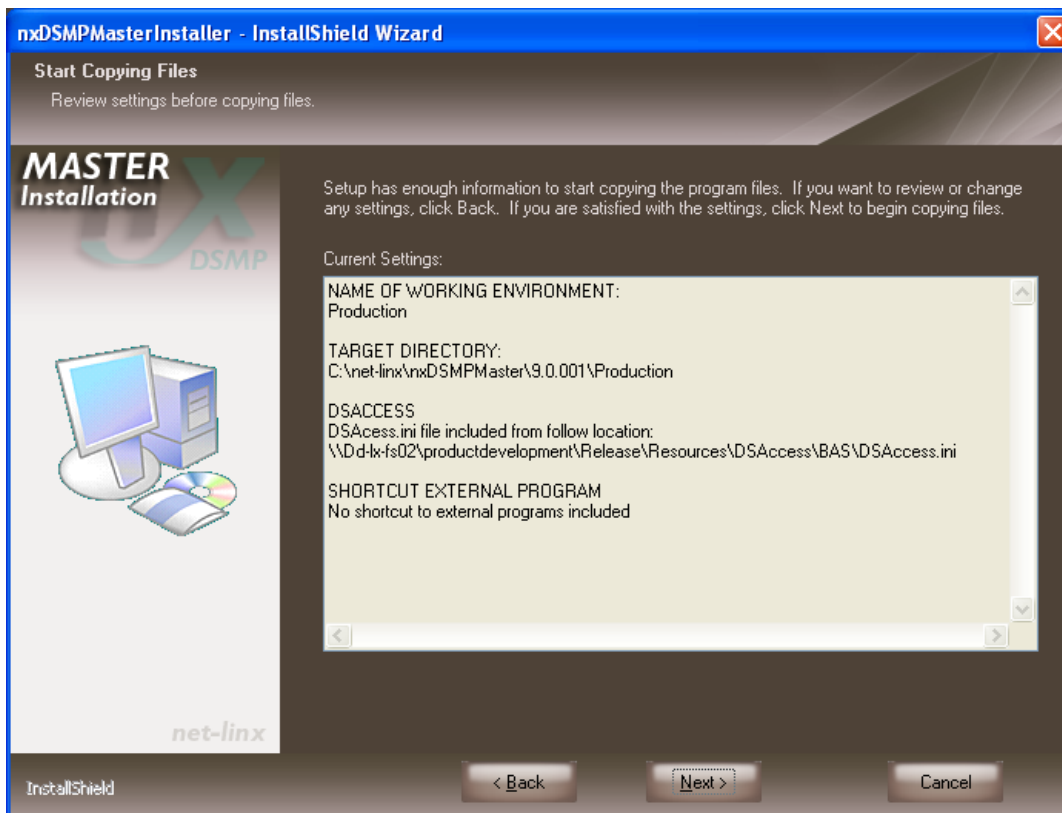 nxDSMPMasterInstaller - InstallShield Wizard
Start Copying Files
Review settings before copying files.
MASTER
Installation
nX
DSMP
Setup has enough information to start copying the program files. If you want to review or change
any settings, click Back. If you are satisfied with the settings, click Next to begin copying files.
Current Settings:
NAME OF WORKING ENVIRONMENT:
Production
TARGET DIRECTORY:
C:\net-linx\nxDSMPMaster\9.0.001\Production
DSACCESS
DSAcess.ini file included from follow location:
\\Dd-lx-fs02\productdevelopment\Release\Resources\DSAccess\BAS\DSAccess.ini
SHORTCUT EXTERNAL PROGRAM
No shortcut to external programs included
net-linx
InstallShield
< Back
Next >
Cancel